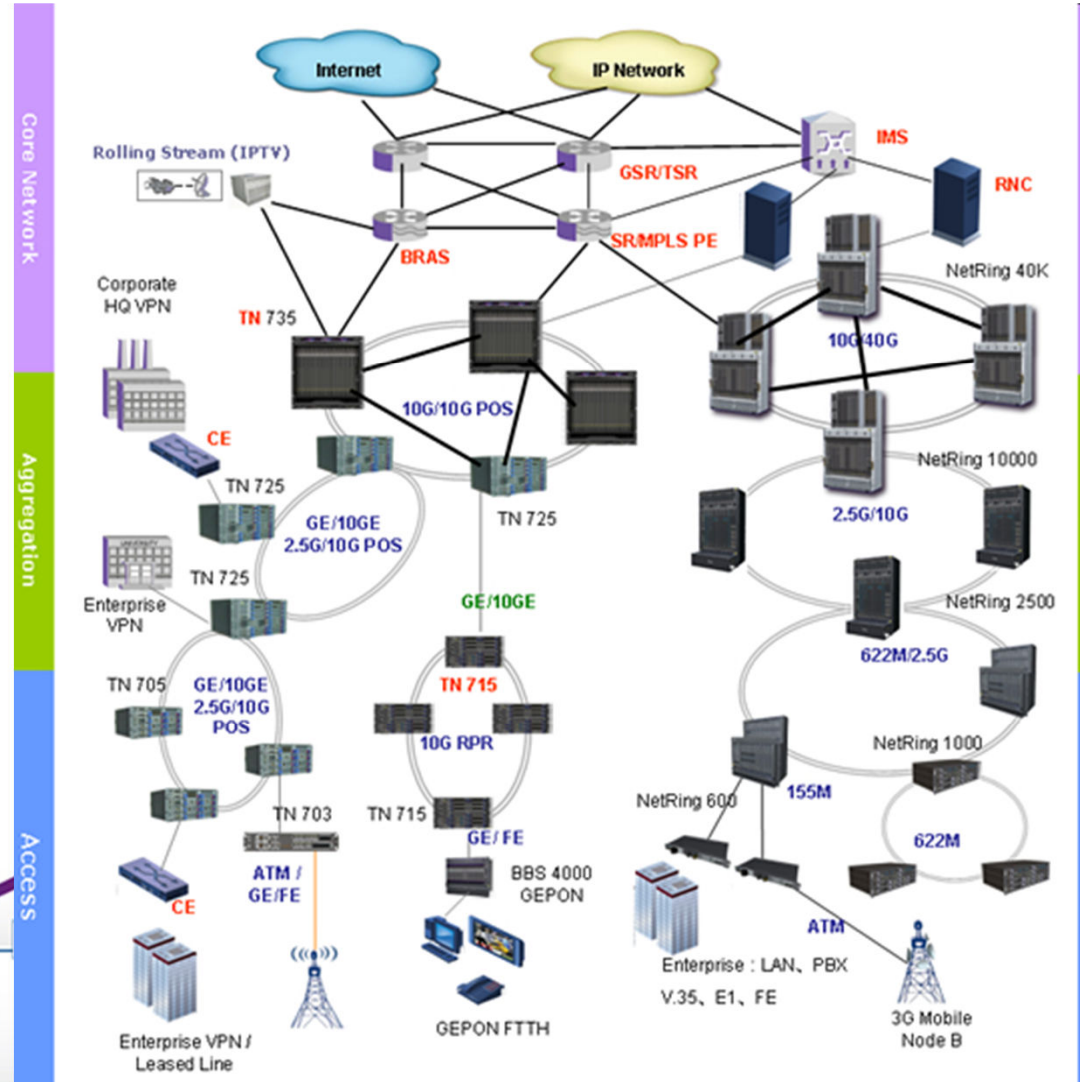 Core Network
Aggregation
Access
Internet
IP Network
Rolling Stream (IPTV)
GSR/TSR
IMS
RNC
BRAS
SR/MPLS PE
NetRing 40K
Corporate
HQ VPN
TN 735
10G/40G
10G/10G POS
CE
NetRing 10000
TN 725
TN 725
2.5G/10G
GE/10GE
2.5G/10G POS
UNIVERSITY
TN 725
Enterprise
VPN
GE/10GE
NetRing 2500
622M/2.5G
TN 705
GE/10GE
2.5G/10G
POS
TN 715
10G RPR
NetRing 1000
155M
NetRing 600
TN 703
TN 715
GE/ FE
622M
ATM /
GE/FE
BBS 4000
GEPON
CE
ATM
Enterprise : LAN、PBX
V.35、E1、FE
GEPON FTTH
3G Mobile
Node B
Enterprise VPN /
Leased Line